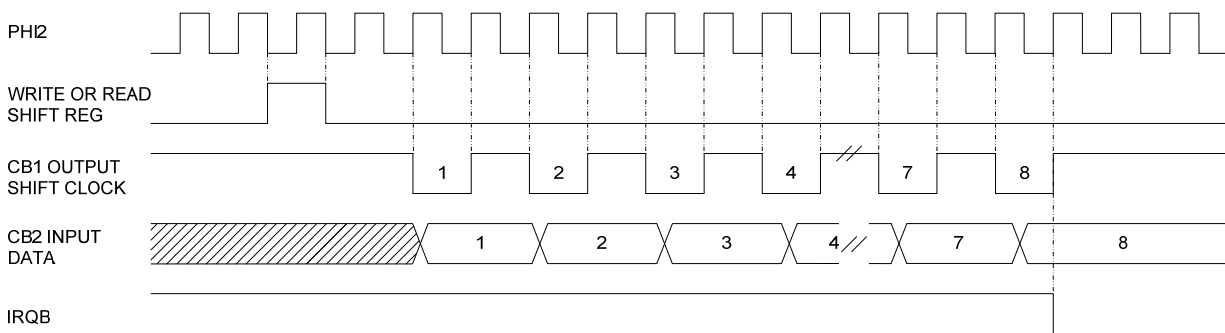 PHI2
WRITE OR READ
SHIFT REG
CB1 OUTPUT
SHIFT CLOCK
1 2 3 4 7 8
CB2 INPUT
DATA
1 2 3 4 7 8
IRQB